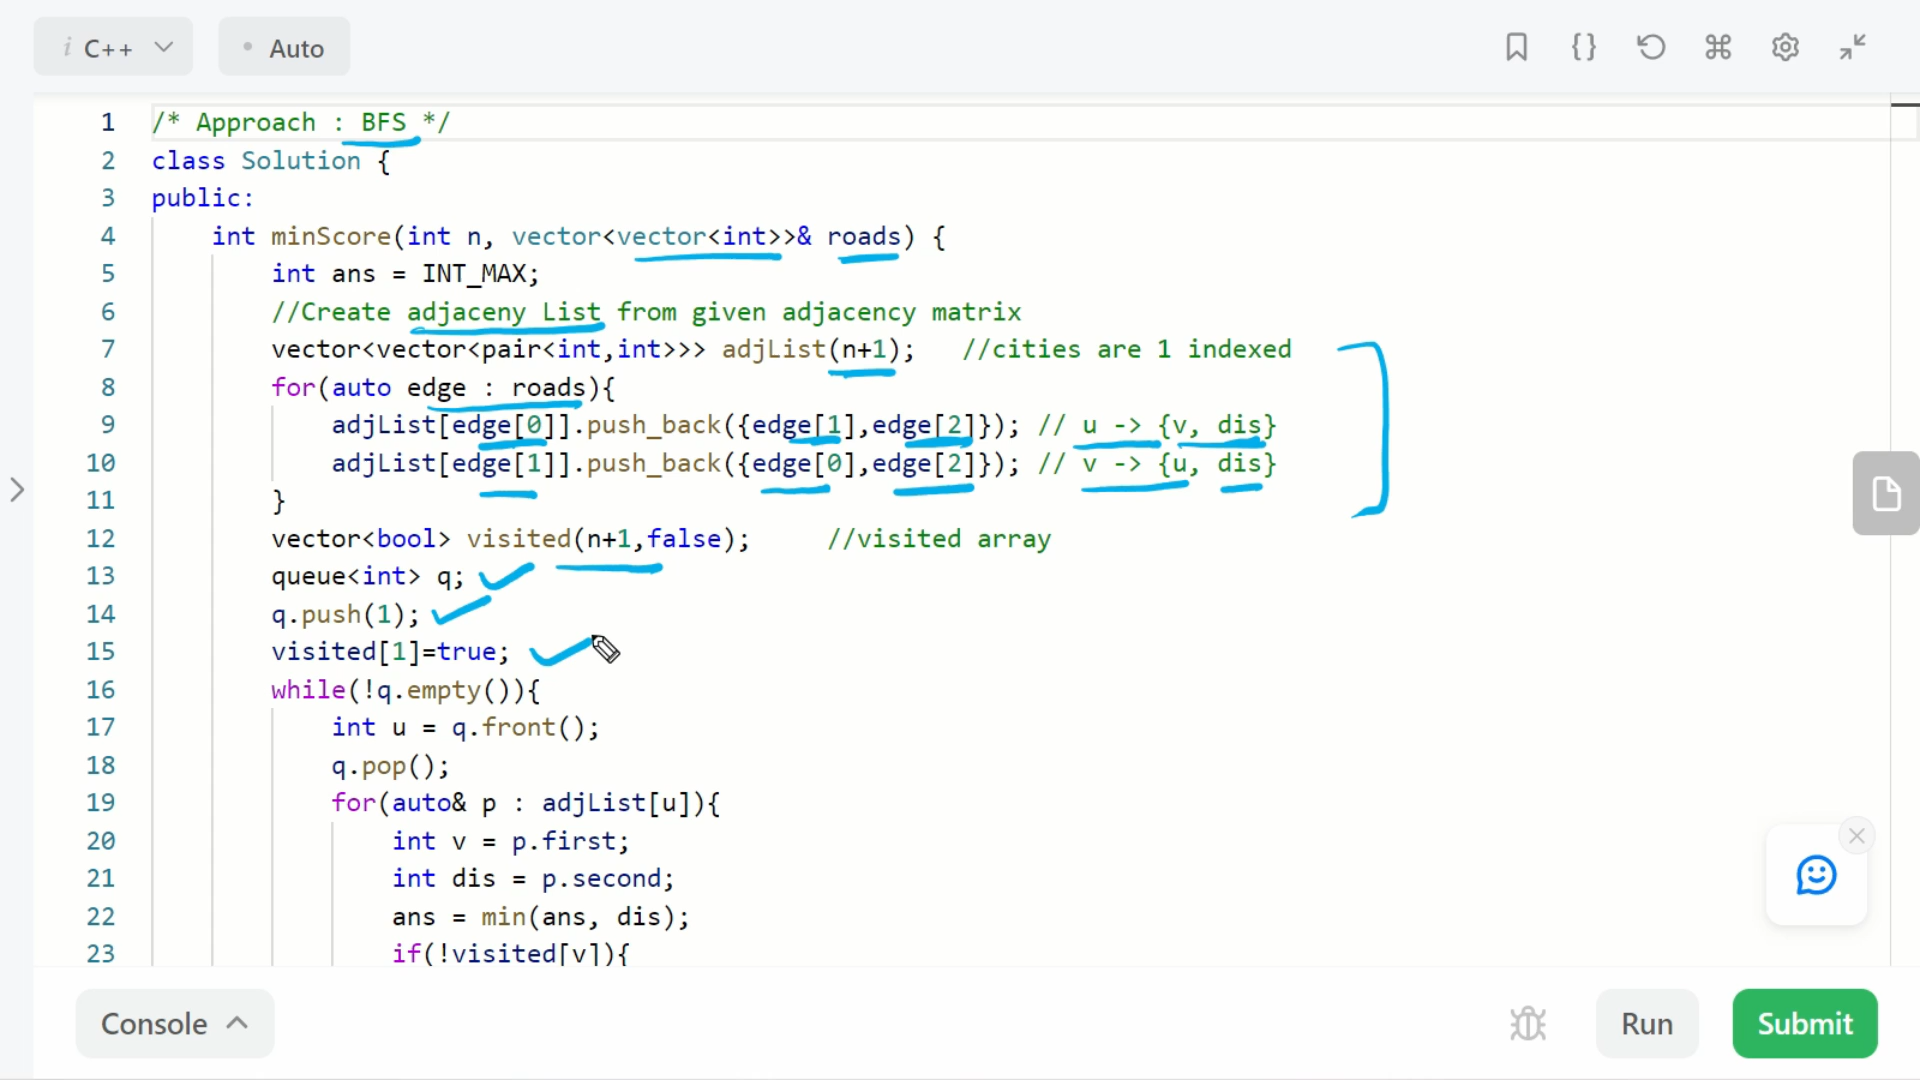 i C++
• Auto
1 /* Approach : BFS */
2 class Solution {
3 public:
4 int minScore(int n, vector<vector<int>>& roads) {
5 int ans = INT_MAX;
6 //Create adjaceny List from given adjacency matrix
7 vector<vector<pair<int,int>>> adjList(n+1); //cities are 1 indexed
8 for(auto edge : roads){
9 adjList[edge[0]].push_back({edge[1],edge[2]}); // u -> {v, dis}
10 adjList[edge[1]].push_back({edge[0],edge[2]}); // v -> {u, dis}
11 }
12 vector<bool> visited(n+1,false); //visited array
13 queue<int> q;
14 q.push(1);
15 visited[1]=true;
16 while(!q.empty()){
17 int u = q.front();
18 q.pop();
19 for(auto& p : adjList[u]){
20 int v = p.first;
21 int dis = p.second;
22 ans = min(ans, dis);
23 if(!visited[v]){
Console
Run
Submit